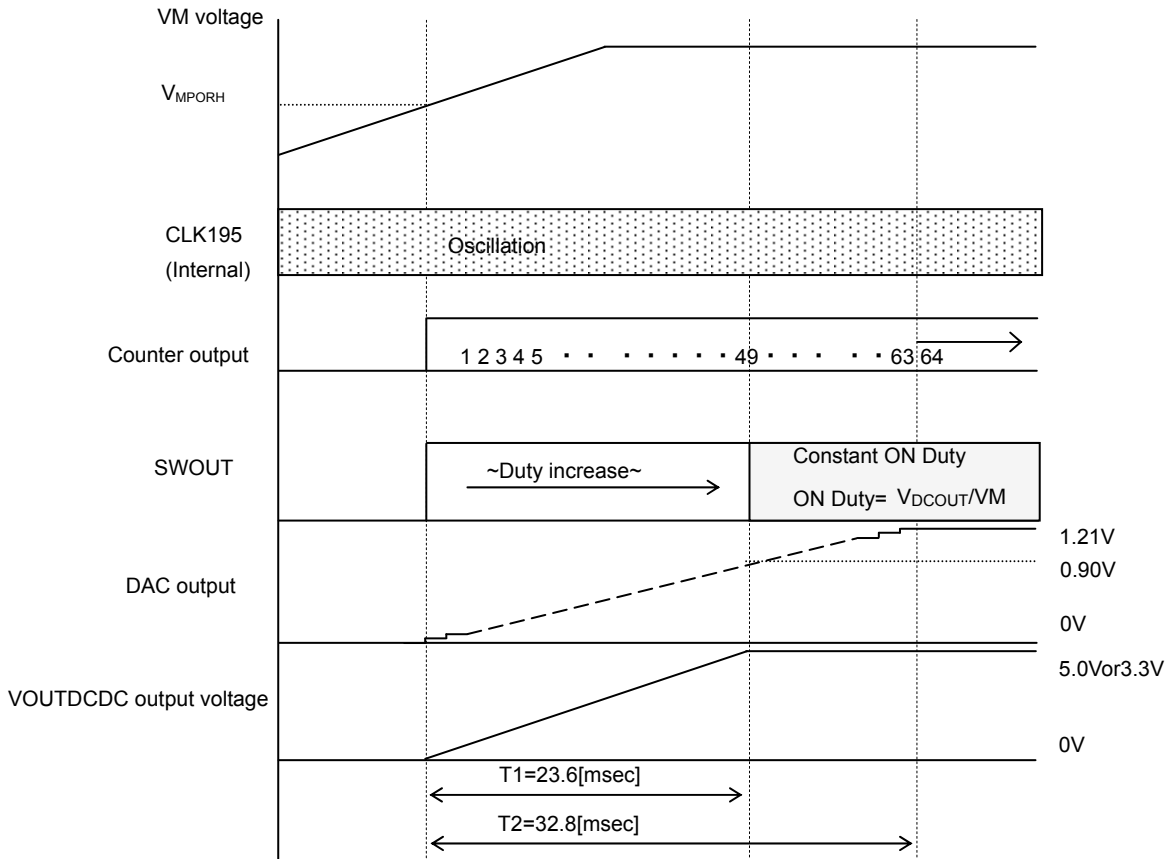 VM voltage
VMPORH
CLK195
(Internal)
Oscillation
Counter output
1 2 3 4 5 · · · · · · · · 49 · · · · · · 63 64
SWOUT
~Duty increase~
Constant ON Duty
ON Duty= VDCOUT/VM
DAC output
1.21V
0.90V
0V
VOUTDCDC output voltage
5.0Vor3.3V
0V
T1=23.6[msec]
T2=32.8[msec]